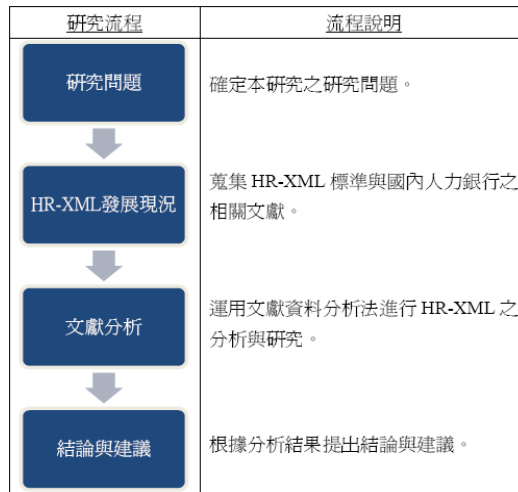 研究流程
流程說明
研究問題
確定本研究之研究問題。
HR-XML發展現況
蒐集 HR-XML 標準與國內人力銀行之
相關文獻。
文獻分析
運用文獻資料分析法進行 HR-XML 之
分析與研究。
結論與建議
根據分析結果提出結論與建議。